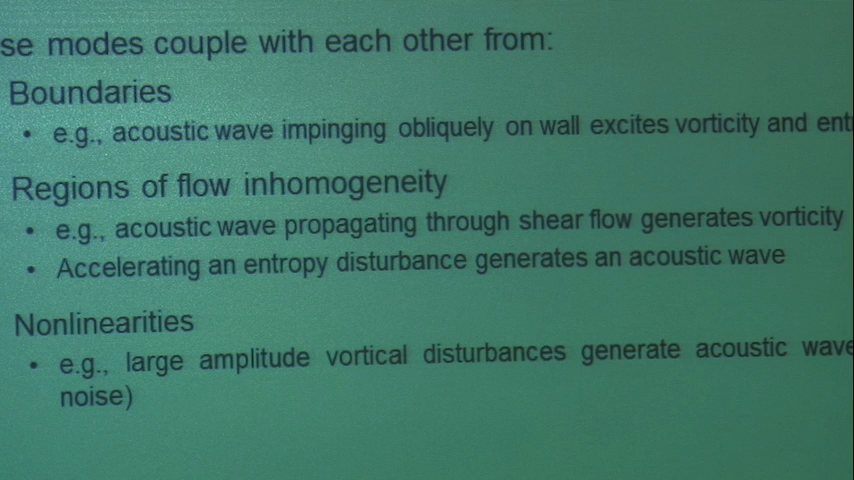 se modes couple with each other from:
Boundaries
• e.g., acoustic wave impinging obliquely on wall excites vorticity and ent
Regions of flow inhomogeneity
• e.g., acoustic wave propagating through shear flow generates vorticity
• Accelerating an entropy disturbance generates an acoustic wave
Nonlinearities
• e.g., large amplitude vortical disturbances generate acoustic wave
noise)